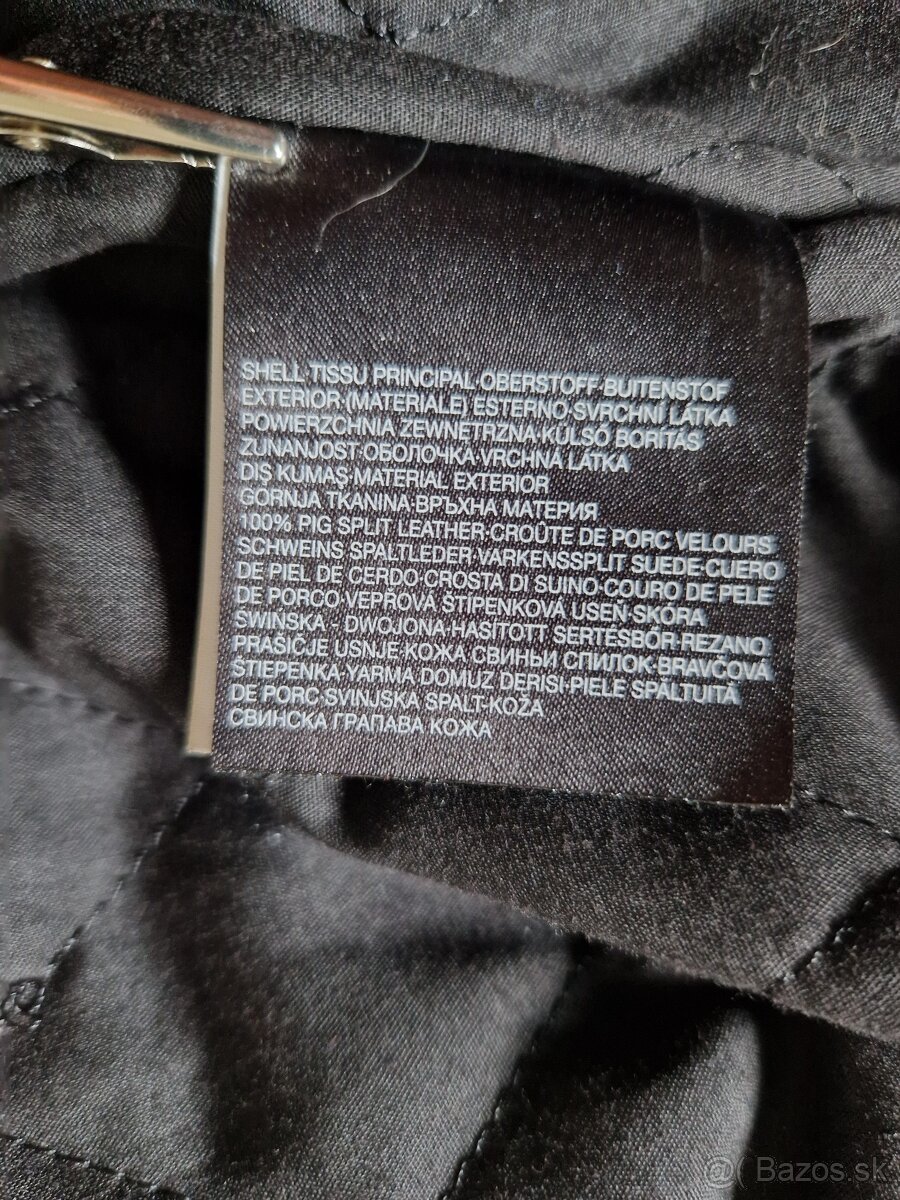 SHELL·TISSU PRINCIPAL·OBERSTOFF·BUITENSTOF
EXTERIOR·(MATERIALE) ESTERNO·SVRCHNÍ LÁTKA
POWIERZCHNIA ZEWNĘTRZNA·KÜLSŐ BORÍTÁS
ZUNANJOST·ОБОЛОЧКА·VRCHNÁ LÁTKA
DIŞ KUMAŞ·MATERIAL EXTERIOR
GORNJA TKANINA·ВРЪХНА МАТЕРИЯ
100% PIG SPLIT LEATHER·CROÛTE DE PORC VELOURS
SCHWEINS SPALTLEDER·VARKENSSPLIT SUEDE·CUERO
DE PIEL DE CERDO·CROSTA DI SUINO·COURO DE PELE
DE PORCO·VEPŘOVÁ ŠTÍPENKOVÁ USEŇ·SKÓRA
ŚWIŃSKA - DWOJONA·HASÍTOTT SERTÉSBŐR·REZANO
PRAŠIČJE USNJE·КОЖА СВИНЬИ СПИЛОК·BRAVČOVÁ
ŠTIEPENKA·YARMA DOMUZ DERİSİ·PIELE ŞPĂLTUITĂ
DE PORC·SVINJSKA ŠPALT-KOŽA
СВИНСКА ГРАПАВА КОЖА
@( Bazos.sk